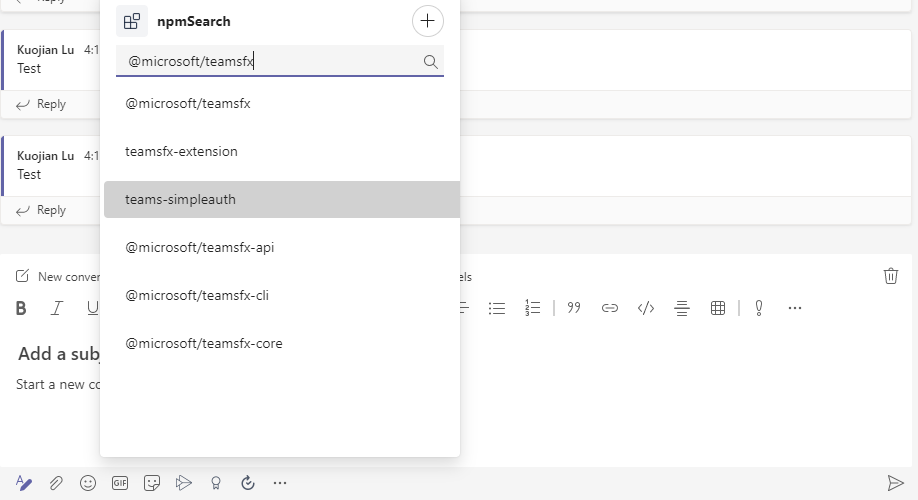 Reply
npmSearch
@microsoft/teamsfx
Kuojian Lu 4:1
Test
Reply
@microsoft/teamsfx
teamsfx-extension
Kuojian Lu 4:1
Test
teams-simpleauth
Reply
@microsoft/teamsfx-api
New conver
els
@microsoft/teamsfx-cli
B I U
@microsoft/teamsfx-core
Add a sub
Start a new co
GIF